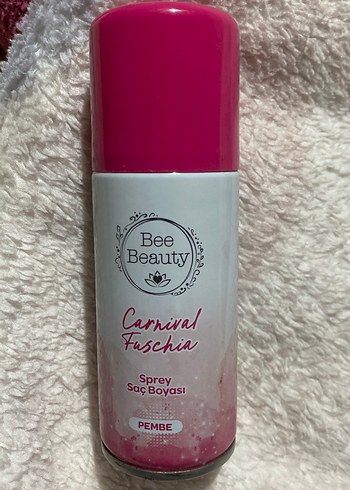 Bee
Beauty
Carnival
Fuschia
Sprey
Saç Boyası
PEMBE